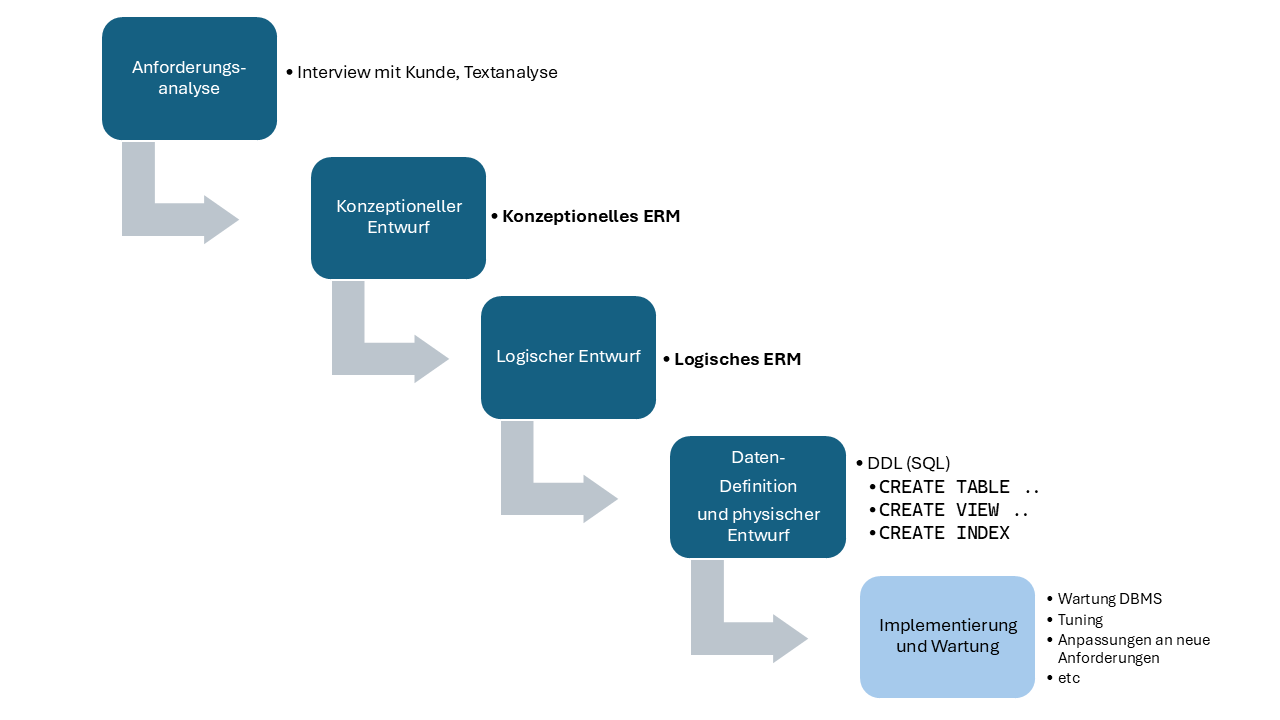 Anforderungs-
analyse
• Interview mit Kunde, Textanalyse
Konzeptioneller
Entwurf
• Konzeptionelles ERM
Logischer Entwurf
• Logisches ERM
Daten-
Definition
und physischer
Entwurf
• DDL (SQL)
• CREATE TABLE ..
• CREATE VIEW ..
• CREATE INDEX
Implementierung
und Wartung
• Wartung DBMS
• Tuning
• Anpassungen an neue
Anforderungen
• etc